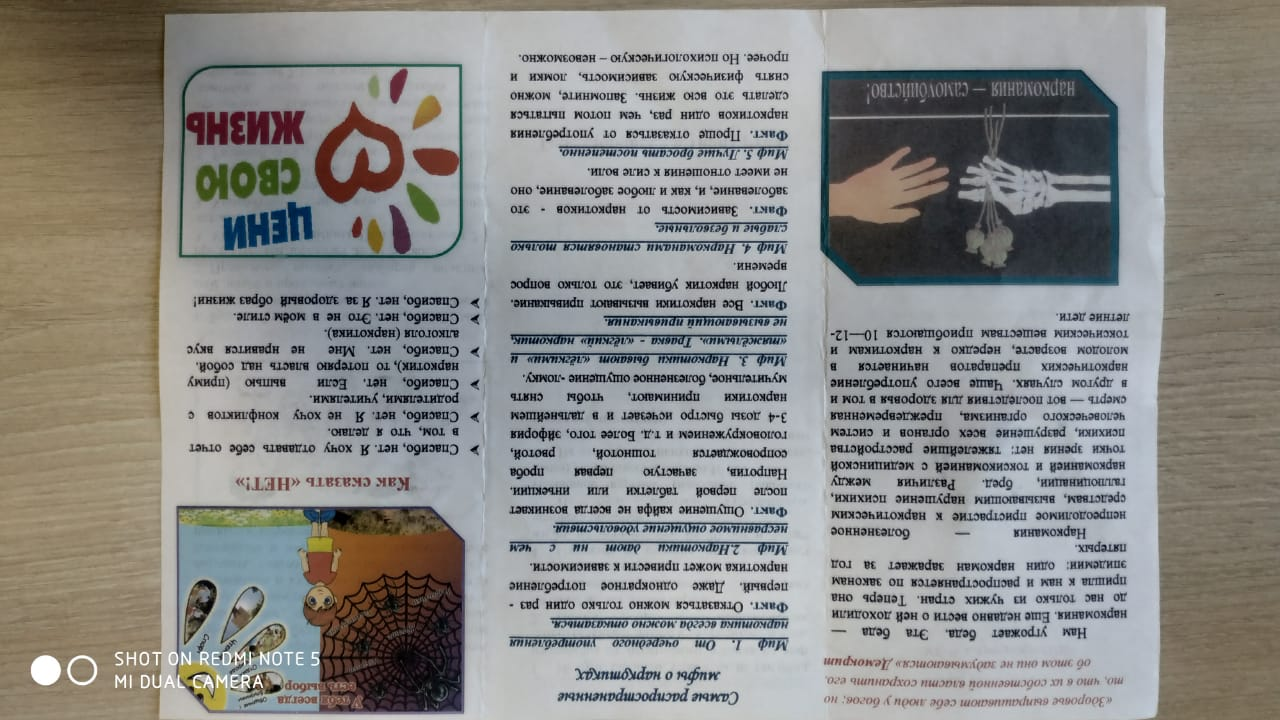 «Здоровье выпрашивают себе люди у богов; но
то, что в их собственной власти сохранить его,
об этом они не задумываются» Демокрит
Нам угрожает беда. Эта беда —
наркомания. Еще недавно вести о ней доходили
до нас только из чужих стран. Теперь она
пришла к нам и распространяется по законам
эпидемии: один наркоман заражает за год
пятерых.
Наркомания — болезненное
непреодолимое пристрастие к наркотическим
средствам, вызывающим нарушение психики,
галлюцинации, бред. Различия между
наркоманией и токсикоманией с медицинской
точки зрения нет: тяжелейшие расстройства
психики, разрушение всех органов и систем
человеческого организма, преждевременная
смерть — вот последствия для здоровья в том и
в другом случаях. Чаще всего употребление
наркотических препаратов начинается в
молодом возрасте, нередко к наркотикам и
токсическим веществам приобщаются 10—12-
летние дети.
наркомания — самоубийство!
Самые распространенные
мифы о наркотиках
Миф 1. От очередного употребления
наркотика всегда можно отказаться.
Факт. Отказаться можно только один раз -
первый. Даже однократное потребление
наркотика может привести к зависимости.
Миф 2.Наркотики дают ни с чем
несравнимое ощущение удовольствия.
Факт. Ощущение кайфа не всегда возникает
после первой таблетки или инъекции.
Напротив, зачастую первая проба
сопровождается тошнотой, рвотой,
головокружением и т.д. Более того, эйфория
3-4 дозы быстро исчезает и в дальнейшем
наркотики принимают, чтобы снять
мучительное, болезненное ощущение -ломку.
Миф 3. Наркотики бывают «лёгкими» и
«тяжёлыми». Травка - «лёгкий» наркотик,
не вызывающий привыкания.
Факт. Все наркотики вызывают привыкание.
Любой наркотик убивает, это только вопрос
времени.
Миф 4. Наркоманами становятся только
слабые и безвольные.
Факт. Зависимость от наркотиков - это
заболевание, и, как и любое заболевание, оно
не имеет отношения к силе воли.
Миф 5. Лучше бросать постепенно.
Факт. Проще отказаться от употребления
наркотиков один раз, чем потом пытаться
сделать это всю жизнь. Запомните, можно
снять физическую зависимость, ломки и
прочее. Но психологическую – невозможно.
У тебя всегда
есть выбор
Как сказать «НЕТ!»
➤ Спасибо, нет. Я хочу отдавать себе отчет
в том, что я делаю.
➤ Спасибо, нет. Я не хочу конфликтов с
родителями, учителями.
➤ Спасибо, нет. Если выпью (приму
наркотик), то потеряю власть над собой.
➤ Спасибо, нет. Мне не нравится вкус
алкоголя (наркотика).
➤ Спасибо, нет. Это не в моём стиле.
➤ Спасибо, нет. Я за здоровый образ жизни!
ЦЕНИ
СВОЮ
ЖИЗНЬ
SHOT ON REDMI NOTE 5
MI DUAL CAMERA